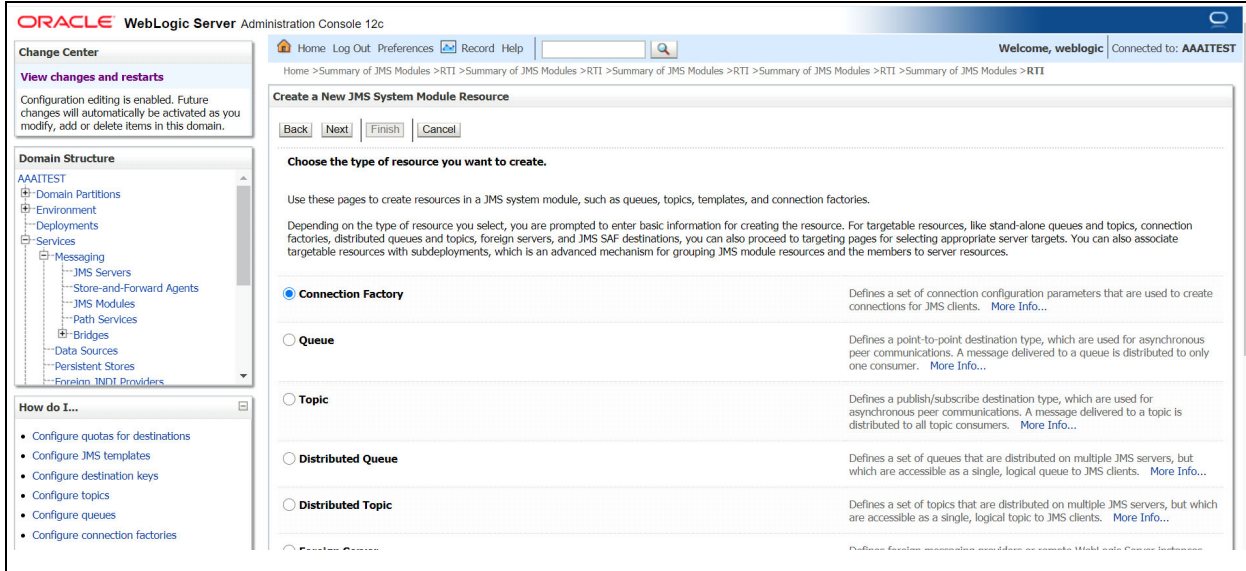 ORACLE WebLogic Server Administration Console 12c
Change Center
View changes and restarts
Configuration editing is enabled. Future
changes will automatically be activated as you
modify, add or delete items in this domain.
Domain Structure
AAAITEST
Domain Partitions
Environment
Deployments
Services
Messaging
JMS Servers
Store-and-Forward Agents
JMS Modules
Path Services
Bridges
Data Sources
Persistent Stores
Foreign JNDI Providers
How do I...
Configure quotas for destinations
Configure JMS templates
Configure destination keys
Configure topics
Configure queues
Configure connection factories
Home Log Out Preferences Record Help
Welcome, weblogic Connected to: AAAITEST
Home >Summary of JMS Modules >RTI >Summary of JMS Modules >RTI >Summary of JMS Modules >RTI >Summary of JMS Modules >RTI >Summary of JMS Modules >RTI
Create a New JMS System Module Resource
Back Next Finish Cancel
Choose the type of resource you want to create.
Use these pages to create resources in a JMS system module, such as queues, topics, templates, and connection factories.
Depending on the type of resource you select, you are prompted to enter basic information for creating the resource. For targetable resources, like stand-alone queues and topics, connection
factories, distributed queues and topics, foreign servers, and JMS SAF destinations, you can also proceed to targeting pages for selecting appropriate server targets. You can also associate
targetable resources with subdeployments, which is an advanced mechanism for grouping JMS module resources and the members to server resources.
Connection Factory
Defines a set of connection configuration parameters that are used to create
connections for JMS clients. More Info...
Queue
Defines a point-to-point destination type, which are used for asynchronous
peer communications. A message delivered to a queue is distributed to only
one consumer. More Info...
Topic
Defines a publish/subscribe destination type, which are used for
asynchronous peer communications. A message delivered to a topic is
distributed to all topic consumers. More Info...
Distributed Queue
Defines a set of queues that are distributed on multiple JMS servers, but
which are accessible as a single, logical queue to JMS clients. More Info...
Distributed Topic
Defines a set of topics that are distributed on multiple JMS servers, but which
are accessible as a single, logical topic to JMS clients. More Info...